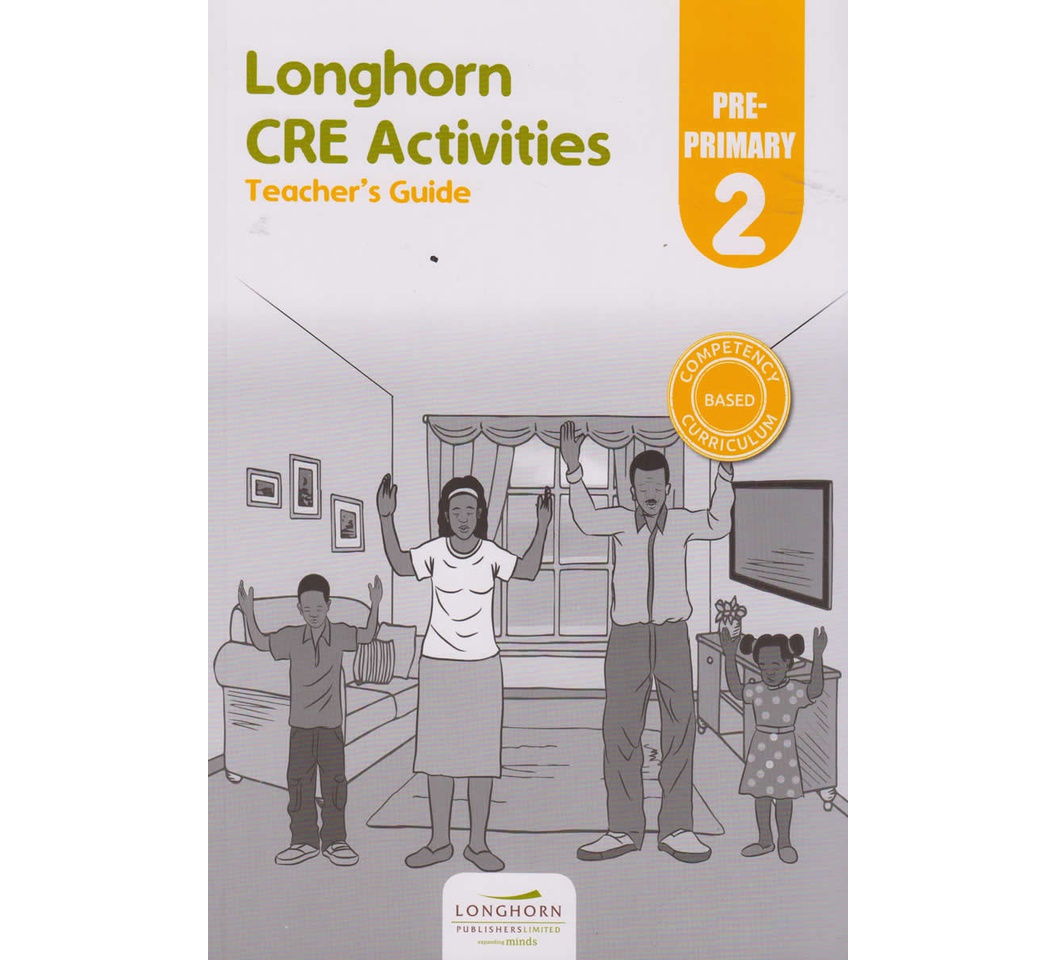 Longhorn
CRE Activities
Teacher's Guide
PRE-
PRIMARY
2
COMPETENCY
BASED
CURRICULUM
LONGHORN
PUBLISHERS LIMITED
expanding minds